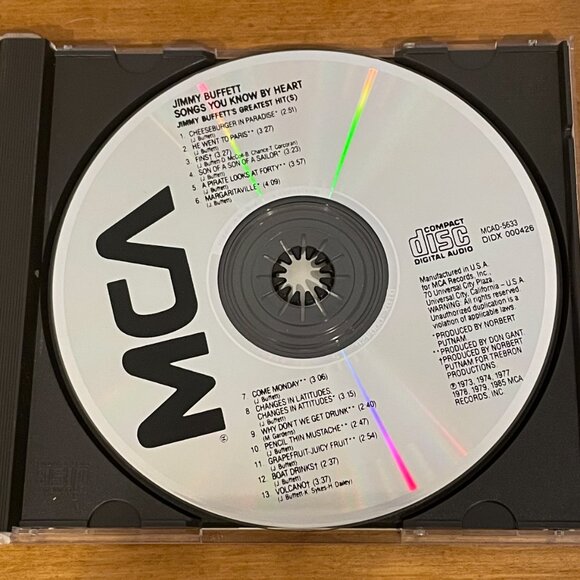 JIMMY BUFFETT
SONGS YOU KNOW BY HEART
JIMMY BUFFETT'S GREATEST HIT(S)
1 CHEESEBURGER IN PARADISE* (2:51)
(J. Buffett)
2 HE WENT TO PARIS** (3:27)
(J. Buffett)
3 FINS† (3:27)
(J. Buffett-D. McColl-B. Chance-T. Corcoran)
4 SON OF A SON OF A SAILOR* (3:23)
(J. Buffett)
5 A PIRATE LOOKS AT FORTY** (3:57)
(J. Buffett)
6 MARGARITAVILLE* (4:09)
(J. Buffett)
MCA®
COMPACT
disc
DIGITAL AUDIO
MCAD-5633
DIDX 000426
Manufactured in U.S.A.
for MCA Records, Inc.,
70 Universal City Plaza,
Universal City, California - U.S.A.
WARNING: All rights reserved.
Unauthorized duplication is a
violation of applicable laws.
*PRODUCED BY NORBERT
PUTNAM
**PRODUCED BY DON GANT
†PRODUCED BY NORBERT
PUTNAM FOR TREBRON
PRODUCTIONS
℗1973, 1974, 1977
1978, 1979, 1985 MCA
RECORDS, INC.
7 COME MONDAY** (3:06)
(J. Buffett)
8 CHANGES IN LATITUDES,
CHANGES IN ATTITUDES* (3:15)
(J. Buffett)
9 WHY DON'T WE GET DRUNK** (2:40)
(M. Gardens)
10 PENCIL THIN MUSTACHE** (2:47)
(J. Buffett)
11 GRAPEFRUIT-JUICY FRUIT** (2:54)
(J. Buffett)
12 BOAT DRINKS† (2:37)
(J. Buffett)
13 VOLCANO† (3:37)
(J. Buffett-K. Sykes-H. Dailey)